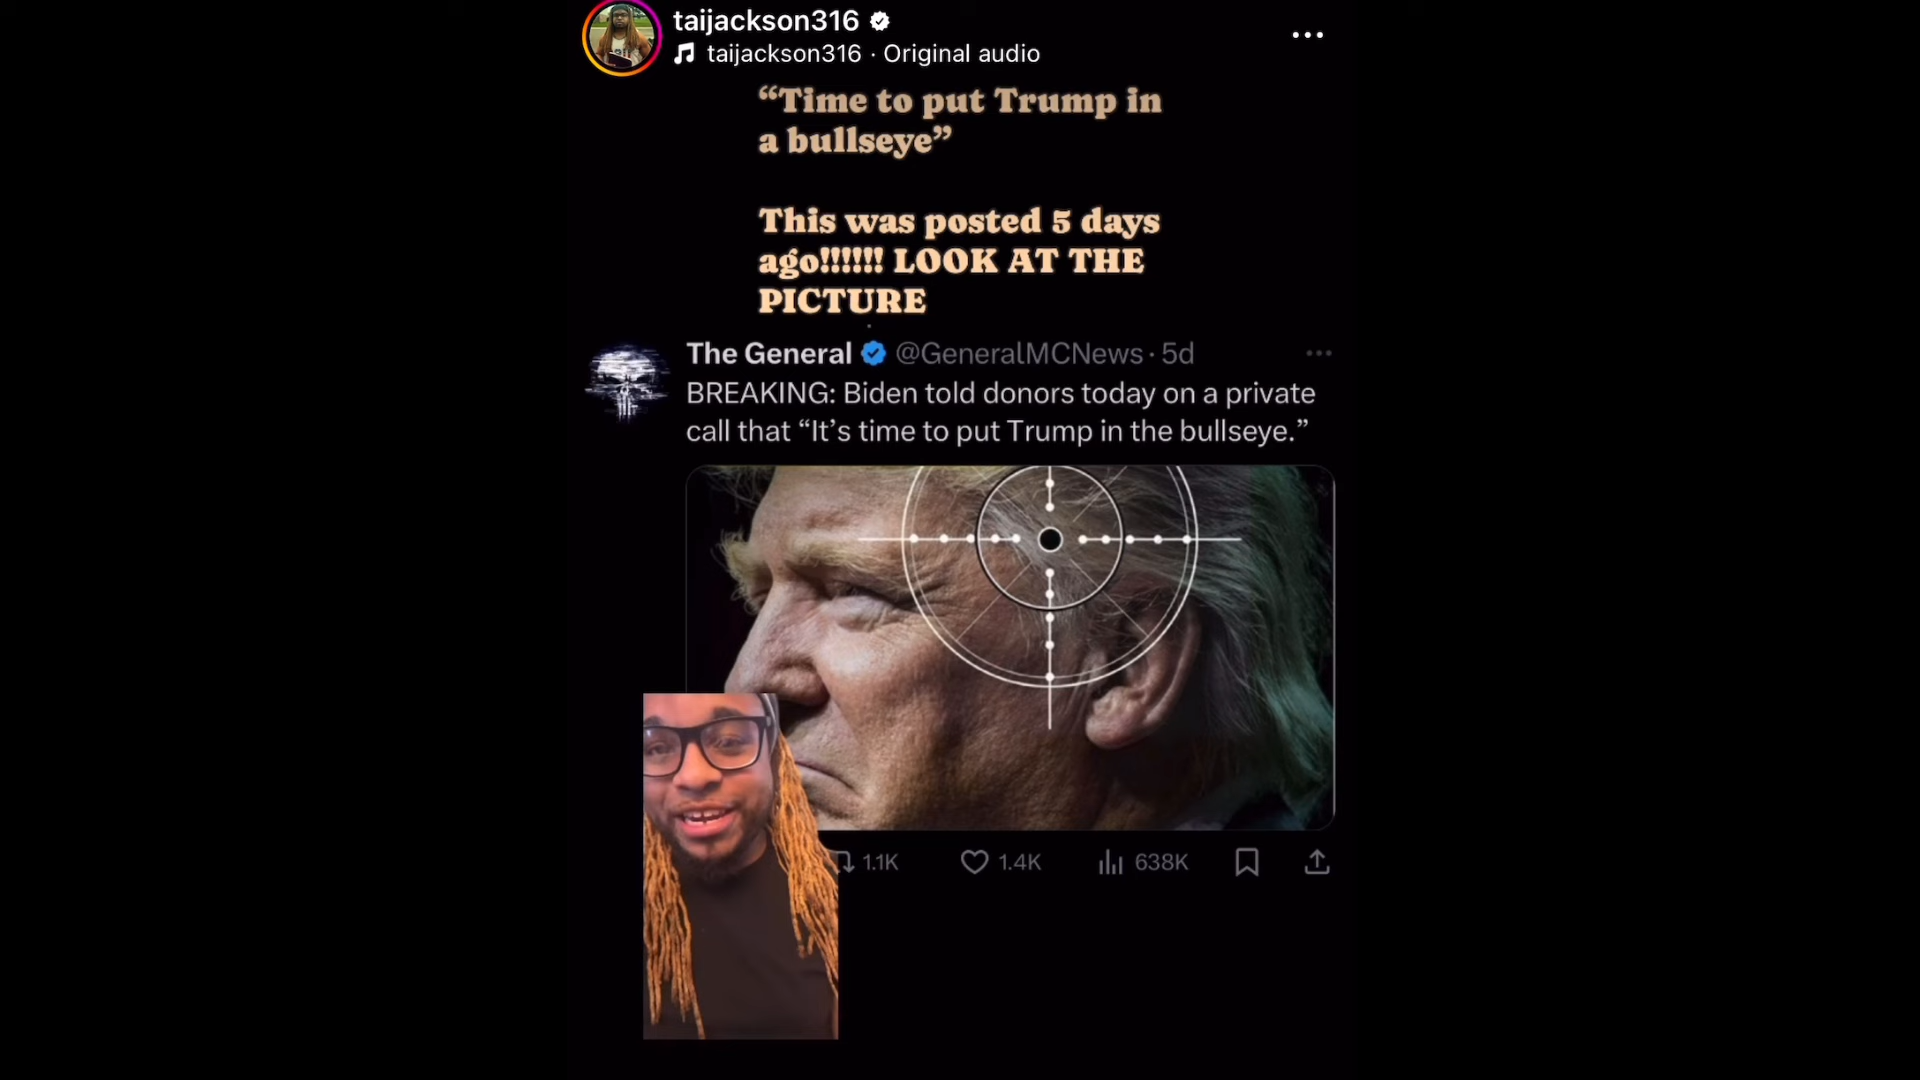 taijackson316
taijackson316 · Original audio
“Time to put Trump in
a bullseye”
This was posted 5 days
ago!!!!!! LOOK AT THE
PICTURE
The General @GeneralMCNews · 5d
BREAKING: Biden told donors today on a private
call that “It’s time to put Trump in the bullseye.”
1.1K 1.4K 638K